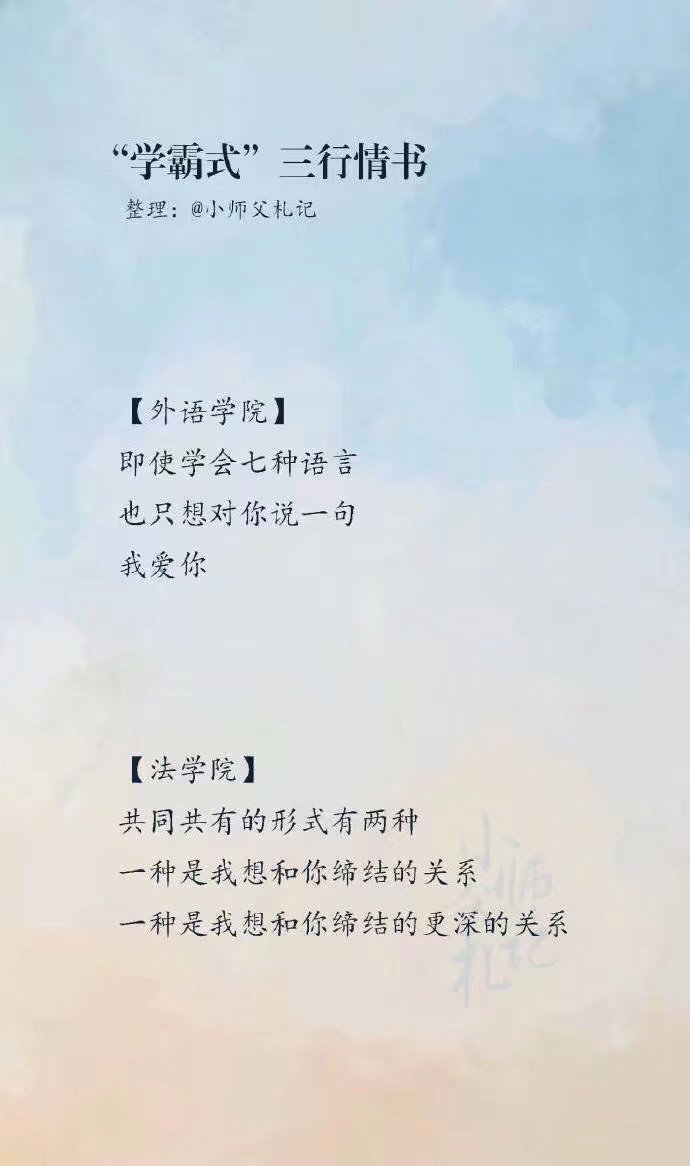 “学霸式”三行情书
整理：@小师父札记
【外语学院】
即使学会七种语言
也只想对你说一句
我爱你
【法学院】
共同共有的形式有两种
一种是我想和你缔结的关系
一种是我想和你缔结的更深的关系
小师父
札记